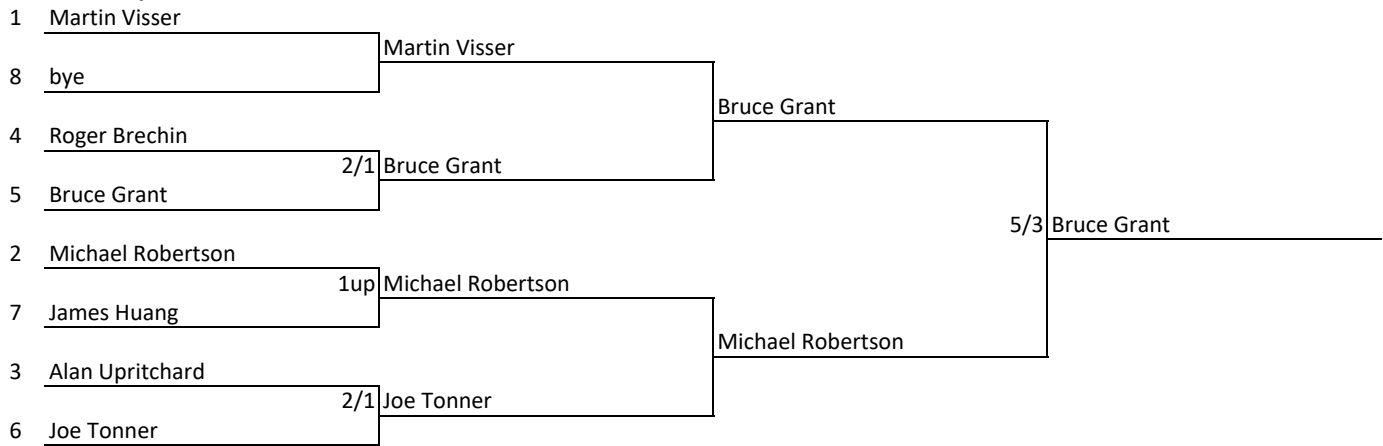 1 Martin Visser
Martin Visser
8 bye
Bruce Grant
4 Roger Brechin
2/1 Bruce Grant
5 Bruce Grant
5/3 Bruce Grant
2 Michael Robertson
1up Michael Robertson
7 James Huang
Michael Robertson
3 Alan Upritchard
2/1 Joe Tonner
6 Joe Tonner